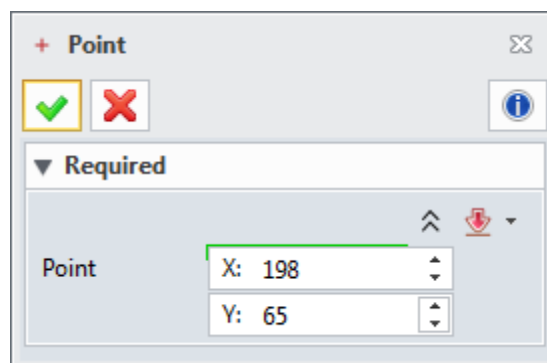 + Point
Required
Point
X: 198
Y: 65